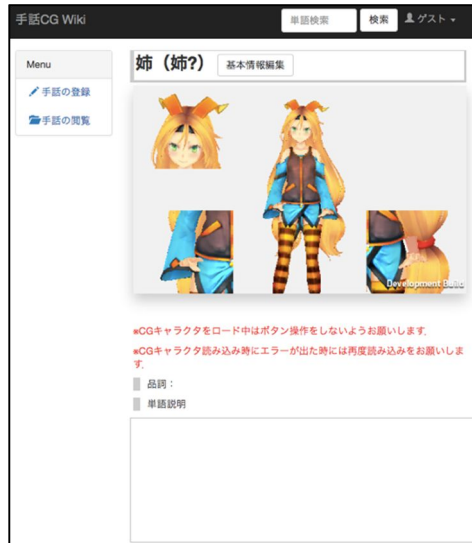 手話CG Wiki
単語検索
検索
ゲスト
Menu
手話の登録
手話の閲覧
姉（姉?）
基本情報編集
Development Build
※CGキャラクタをロード中はボタン操作をしないようお願いします.
※CGキャラクタ読み込み時にエラーが出た時には再度読み込みをお願いしま
す.
品詞：
単語説明